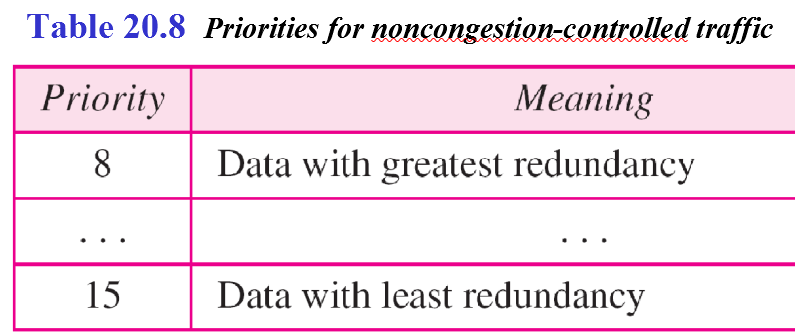 Table 20.8 Priorities for noncongestion-controlled traffic
Priority Meaning
8 Data with greatest redundancy
. . . . . .
15 Data with least redundancy